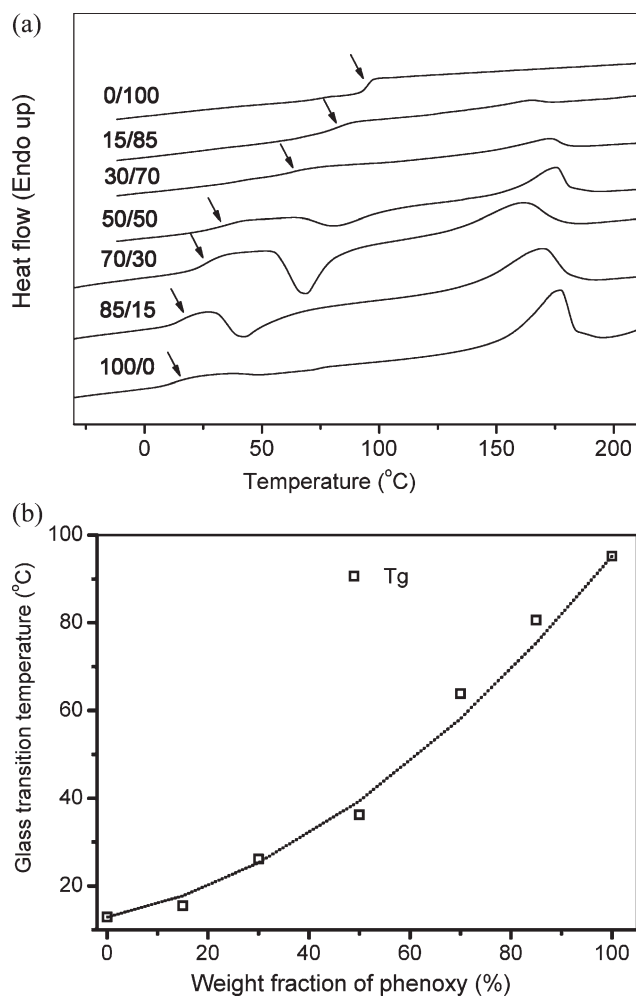 (a)
Heat flow (Endo up)
0/100
15/85
30/70
50/50
70/30
85/15
100/0
0 50 100 150 200
Temperature (°C)
(b)
Glass transition temperature (°C)
100
80
60
40
20
Tg
0 20 40 60 80 100
Weight fraction of phenoxy (%)